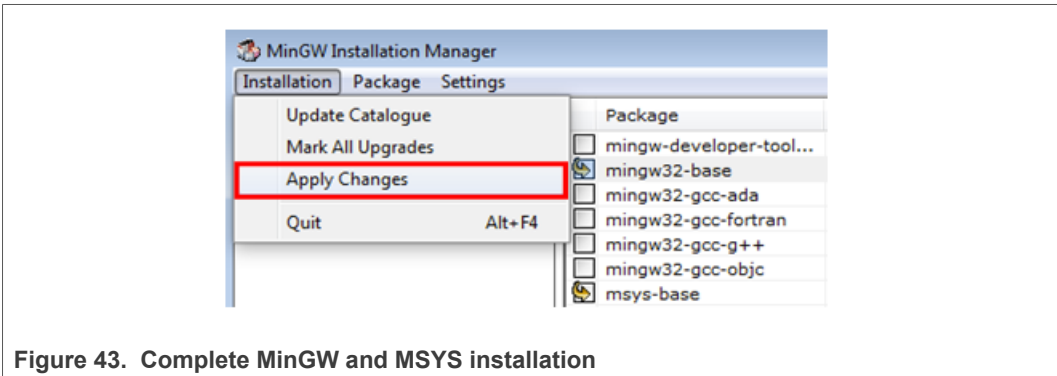 MinGW Installation Manager
Installation Package Settings
Update Catalogue
Mark All Upgrades
Apply Changes
Quit Alt+F4
Package
mingw-developer-tool...
mingw32-base
mingw32-gcc-ada
mingw32-gcc-fortran
mingw32-gcc-g++
mingw32-gcc-objc
msys-base
Figure 43. Complete MinGW and MSYS installation